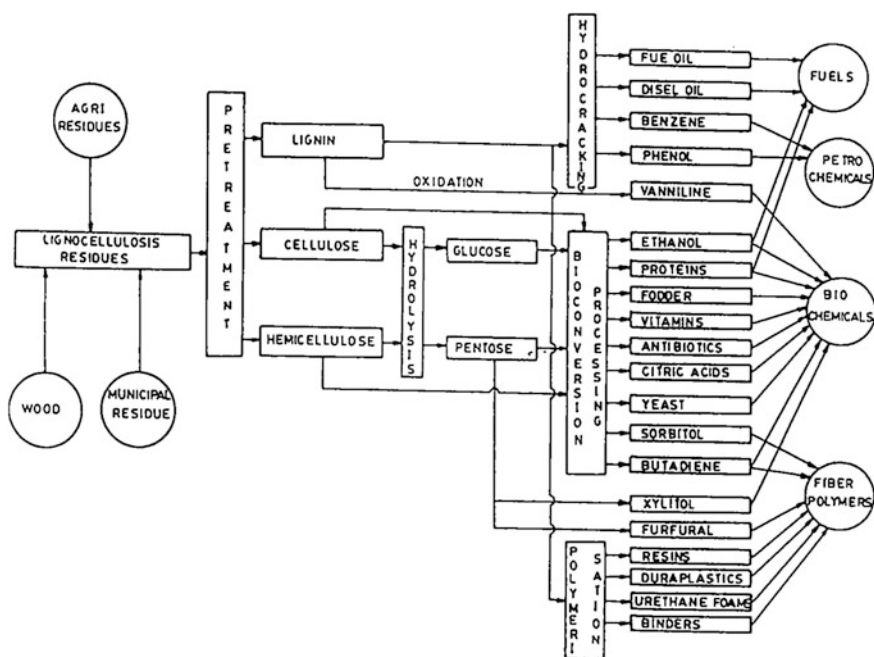 AGRI
RESIDUES
LIGNOCELLULOSIS
RESIDUES
WOOD
MUNICIPAL
RESIDUE
PRETREATMENT
LIGNIN
OXIDATION
CELLULOSE
HEMICELLULOSE
HYDROLYSIS
GLUCOSE
PENTOSE
HYDROCRACKING
BIOCONVERSION
PROCESSING
POLYMERI
SATION
FUE OIL
DISEL OIL
BENZENE
PHENOL
VANNILINE
ETHANOL
PROTEINS
FODDER
VITAMINS
ANTIBIOTICS
CITRIC ACIDS
YEAST
SORBITOL
BUTADIENE
XYLITOL
FURFURAL
RESINS
DURAPLASTICS
URETHANE FOAMS
BINDERS
FUELS
PETRO
CHEMICALS
BIO
CHEMICALS
FIBER
POLYMERS